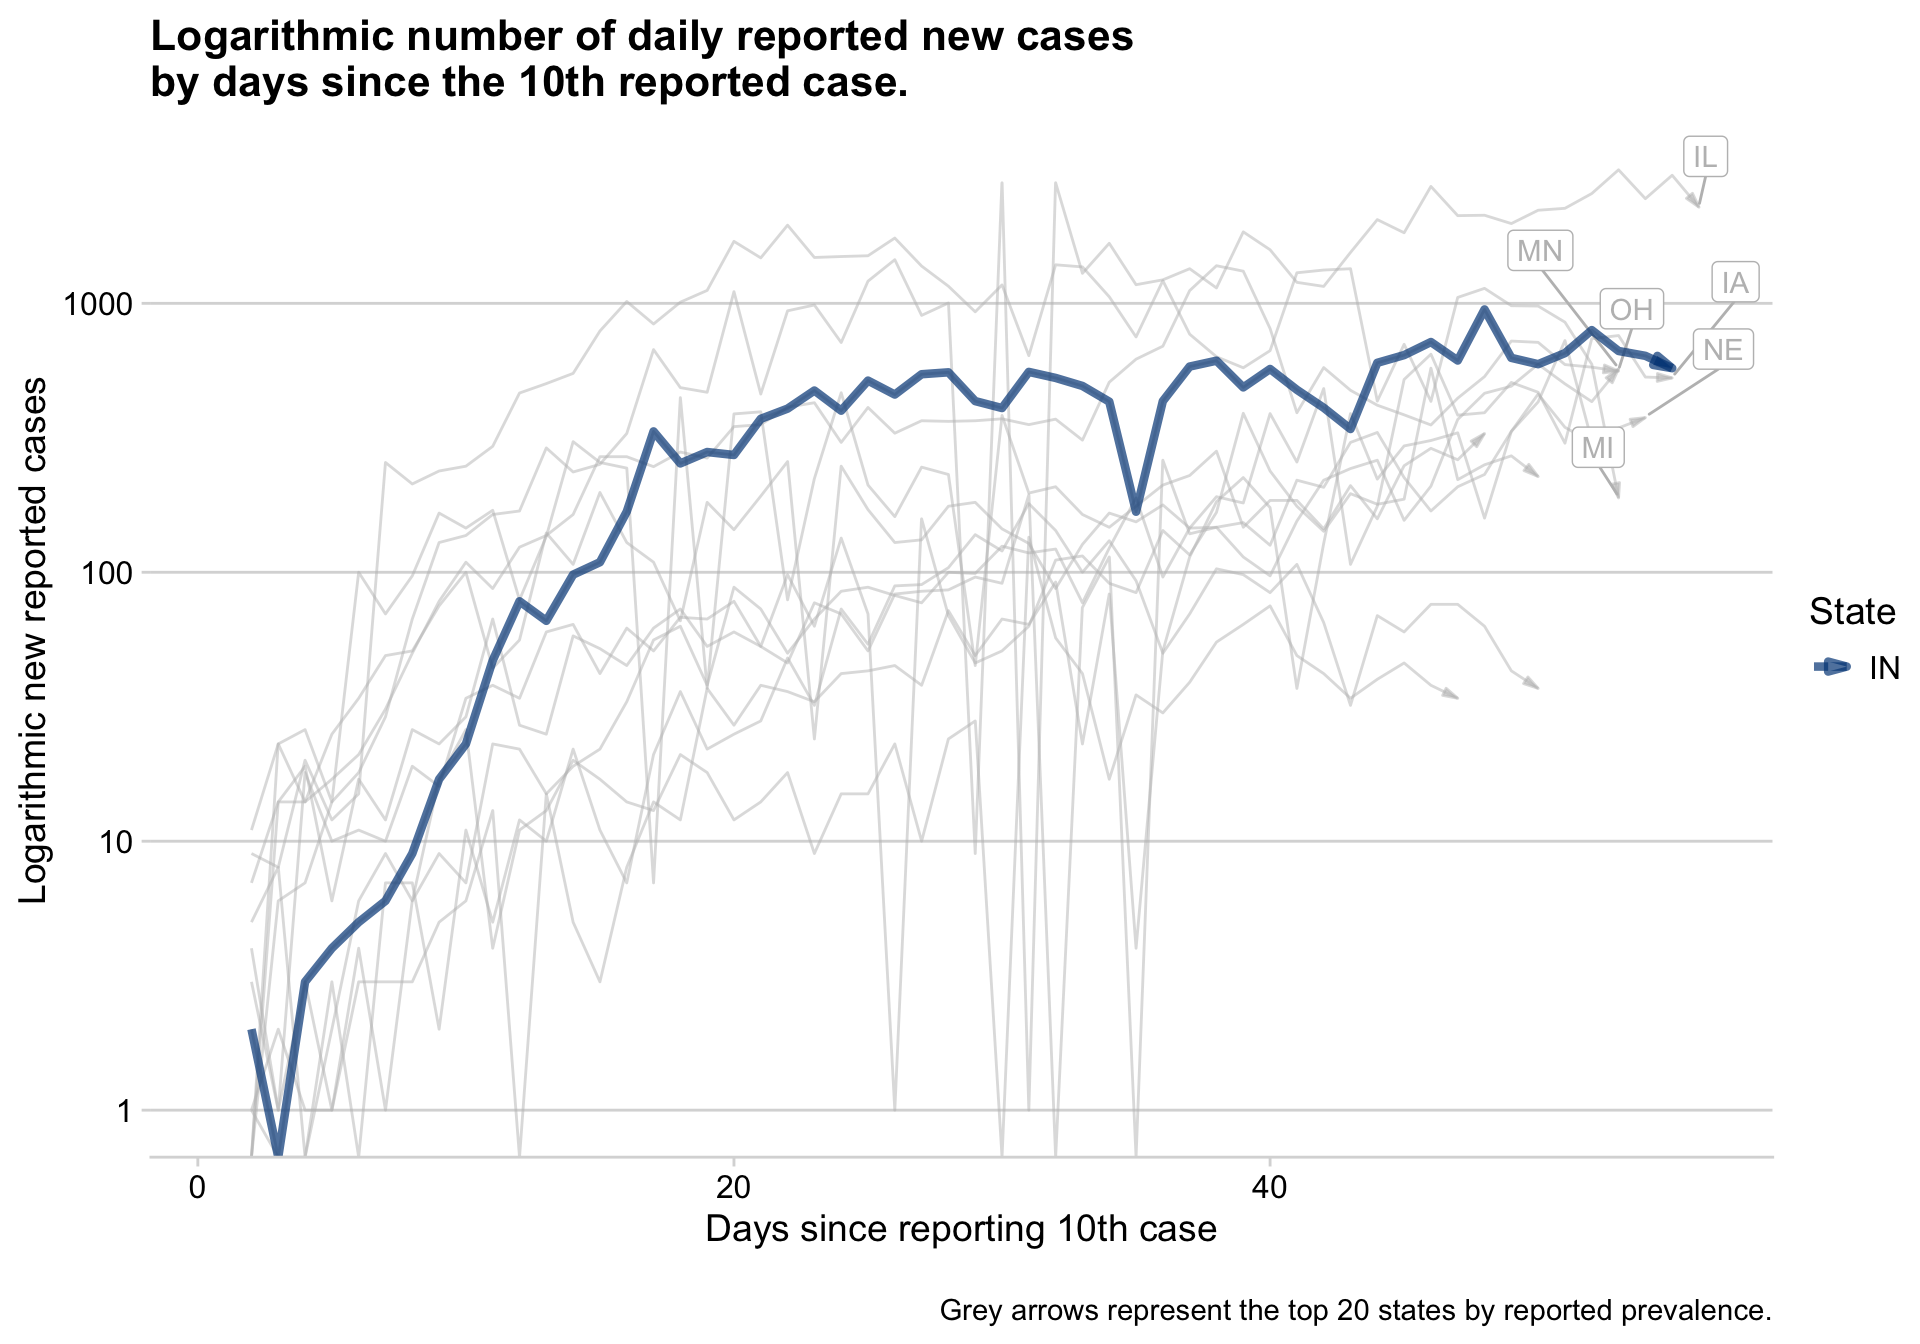 Logarithmic number of daily reported new cases
by days since the 10th reported case.
IL
MN
IA
OH
1000
NE
MI
100
State
IN
10
1
Logarithmic new reported cases
0 20 40
Days since reporting 10th case
Grey arrows represent the top 20 states by reported prevalence.